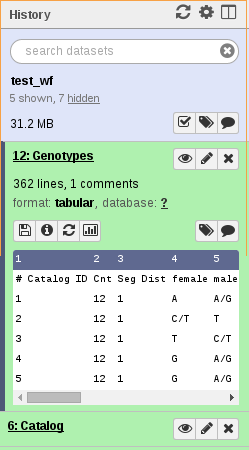 History
search datasets
test_wf
5 shown, 7 hidden
31.2 MB
12: Genotypes
362 lines, 1 comments
format: tabular, database: ?
1 2 3 4 5
# Catalog ID Cnt Seg Dist female male
1 12 1 A A/G
2 12 1 C/T T
3 12 1 T C/T
4 12 1 G A/G
5 12 1 G A/G
6: Catalog